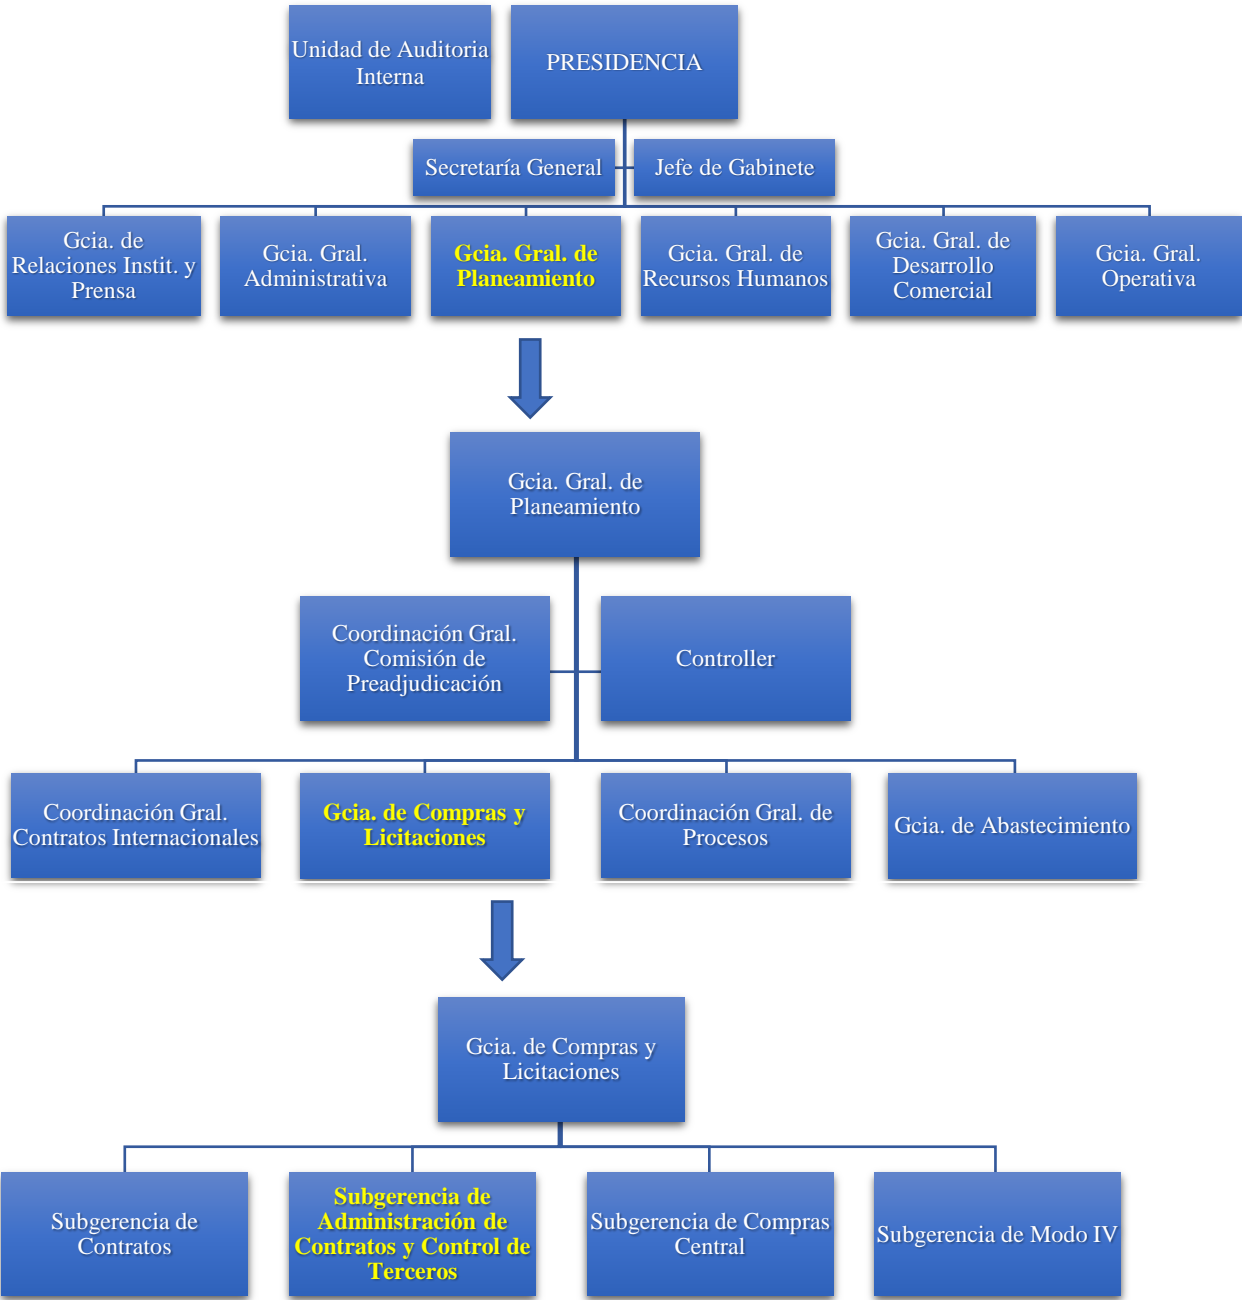 Unidad de Auditoria
Interna
PRESIDENCIA
Secretaría General
Jefe de Gabinete
Gcia. de
Relaciones Instit. y
Prensa
Gcia. Gral.
Administrativa
Gcia. Gral. de
Planeamiento
Gcia. Gral. de
Recursos Humanos
Gcia. Gral. de
Desarrollo
Comercial
Gcia. Gral.
Operativa
Gcia. Gral. de
Planeamiento
Coordinación Gral.
Comisión de
Preadjudicación
Controller
Coordinación Gral.
Contratos Internacionales
Gcia. de Compras y
Licitaciones
Coordinación Gral. de
Procesos
Gcia. de Abastecimiento
Gcia. de Compras y
Licitaciones
Subgerencia de
Contratos
Subgerencia de
Administración de
Contratos y Control de
Terceros
Subgerencia de Compras
Central
Subgerencia de Modo IV